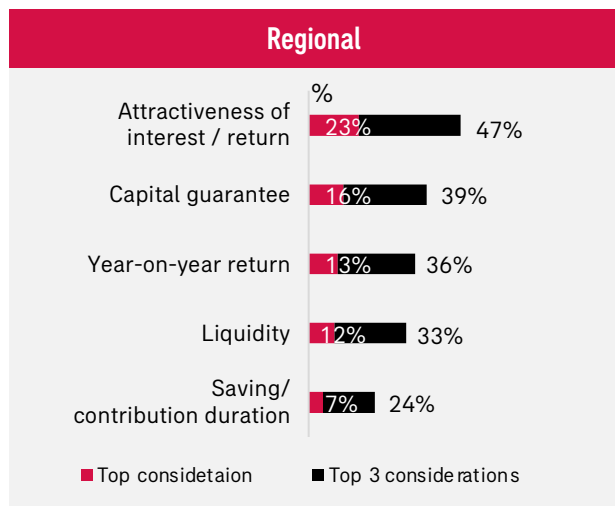 Regional
%
Attractiveness of
interest / return
23%
47%
Capital guarantee
16%
39%
Year-on-year return
13%
36%
Liquidity
12%
33%
Saving/
contribution duration
7%
24%
Top considetaion
Top 3 considerations